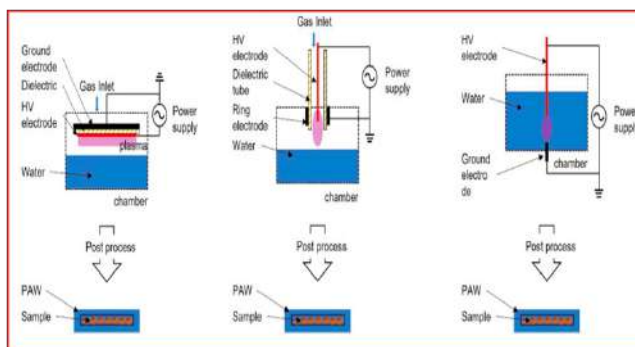 Ground
electrode
Dielectric
HV
electrode
Water
Gas Inlet
plasma
Power
supply
chamber
Post process
PAW
Sample
Gas Inlet
HV
electrode
Dielectric
tube
Ring
electrode
Water
Power
supply
chamber
Post process
PAW
Sample
HV
electrode
Water
Ground
electro
de
chamber
Power
supply
Post process
PAW
Sample